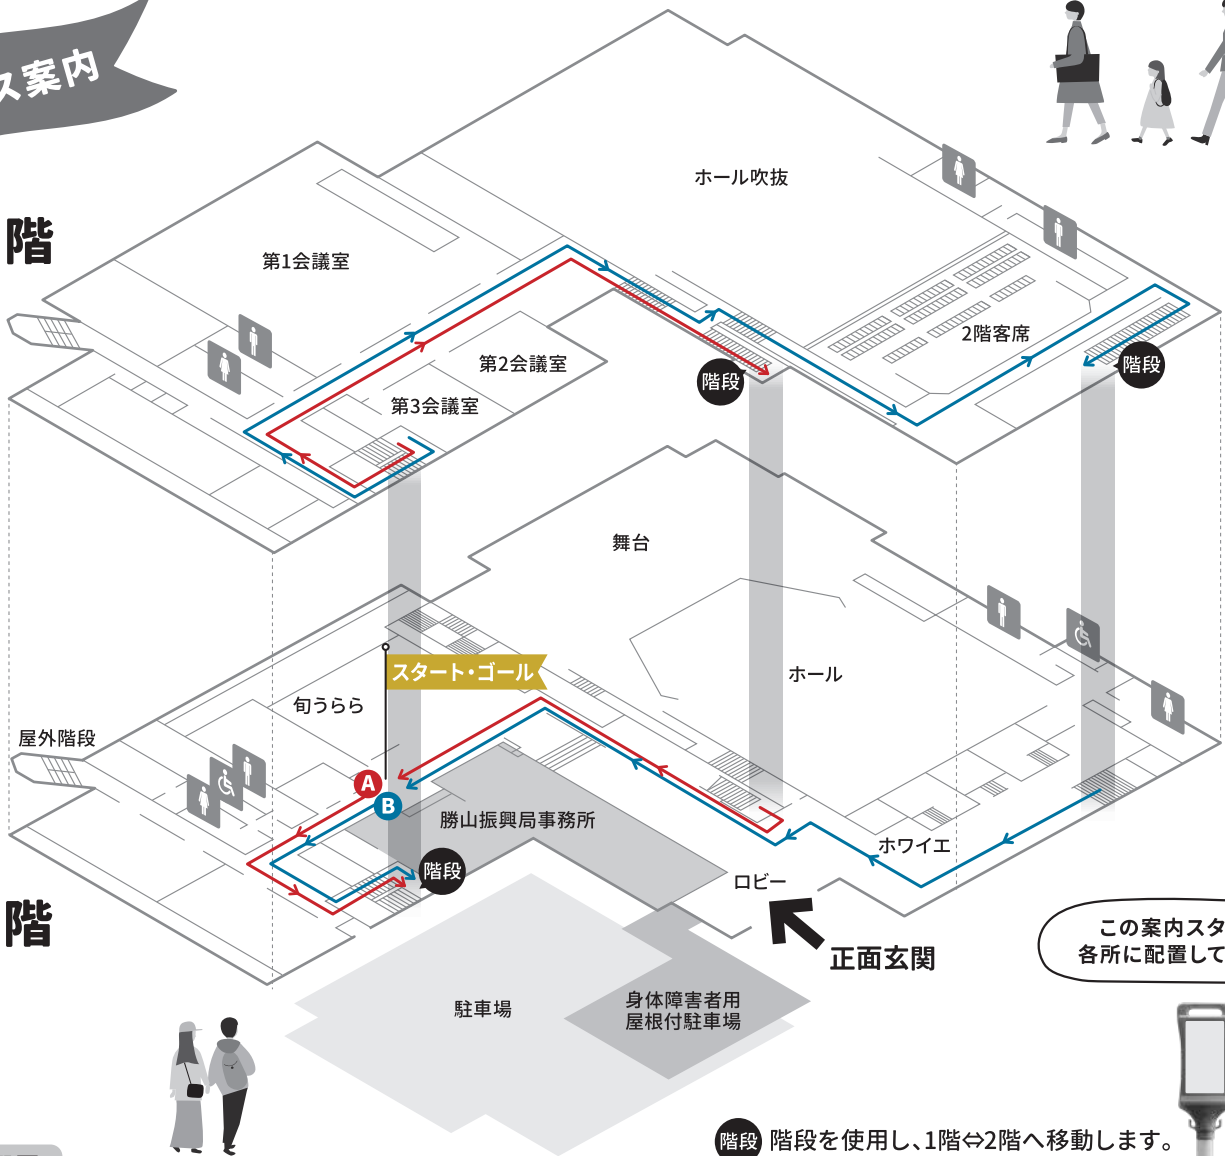 ス案内
階
ホール吹抜
第1会議室
第2会議室
第3会議室
2階客席
階段
階段
舞台
ホール
スタート・ゴール
旬うらら
屋外階段
A
B
勝山振興局事務所
階段
ホワイエ
ロビー
正面玄関
階
この案内スタ
各所に配置して
駐車場
身体障害者用
屋根付駐車場
階段 階段を使用し、1階⇔2階へ移動します。